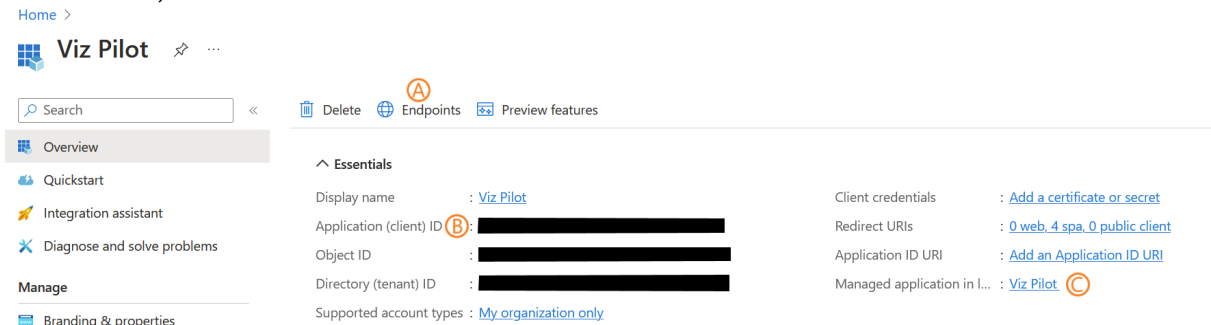 Home >
Viz Pilot
Search
Delete Endpoints Preview features
A
Overview
Quickstart
Integration assistant
Diagnose and solve problems
Manage
Branding & properties
Essentials
Display name : Viz Pilot
Application (client) ID B :
Object ID :
Directory (tenant) ID :
Supported account types : My organization only
Client credentials : Add a certificate or secret
Redirect URIs : 0 web, 4 spa, 0 public client
Application ID URI : Add an Application ID URI
Managed application in l... : Viz Pilot C